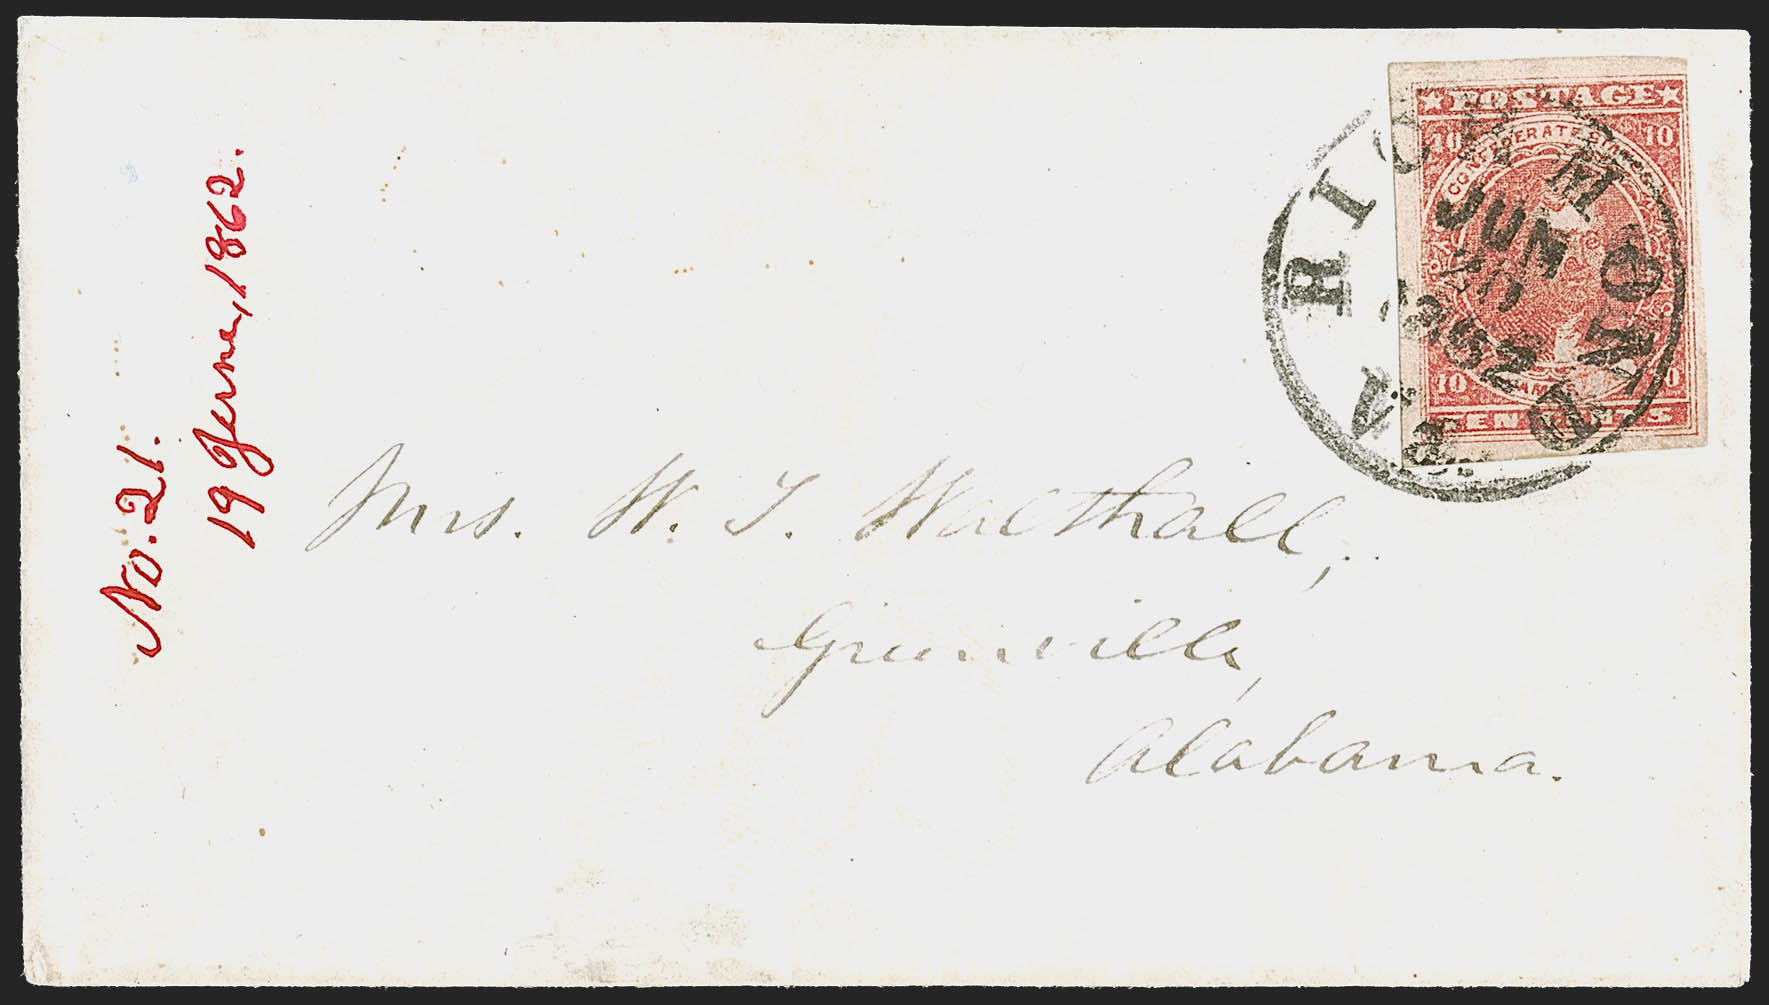 No. 21.
19 June, 1862.
POSTAGE
10 10
CONFEDERATE STATES
10
TEN CENTS
RICHMOND VA.
JUN
20
1862
Mrs. W. T. Walthall,
Greenville,
Alabama.